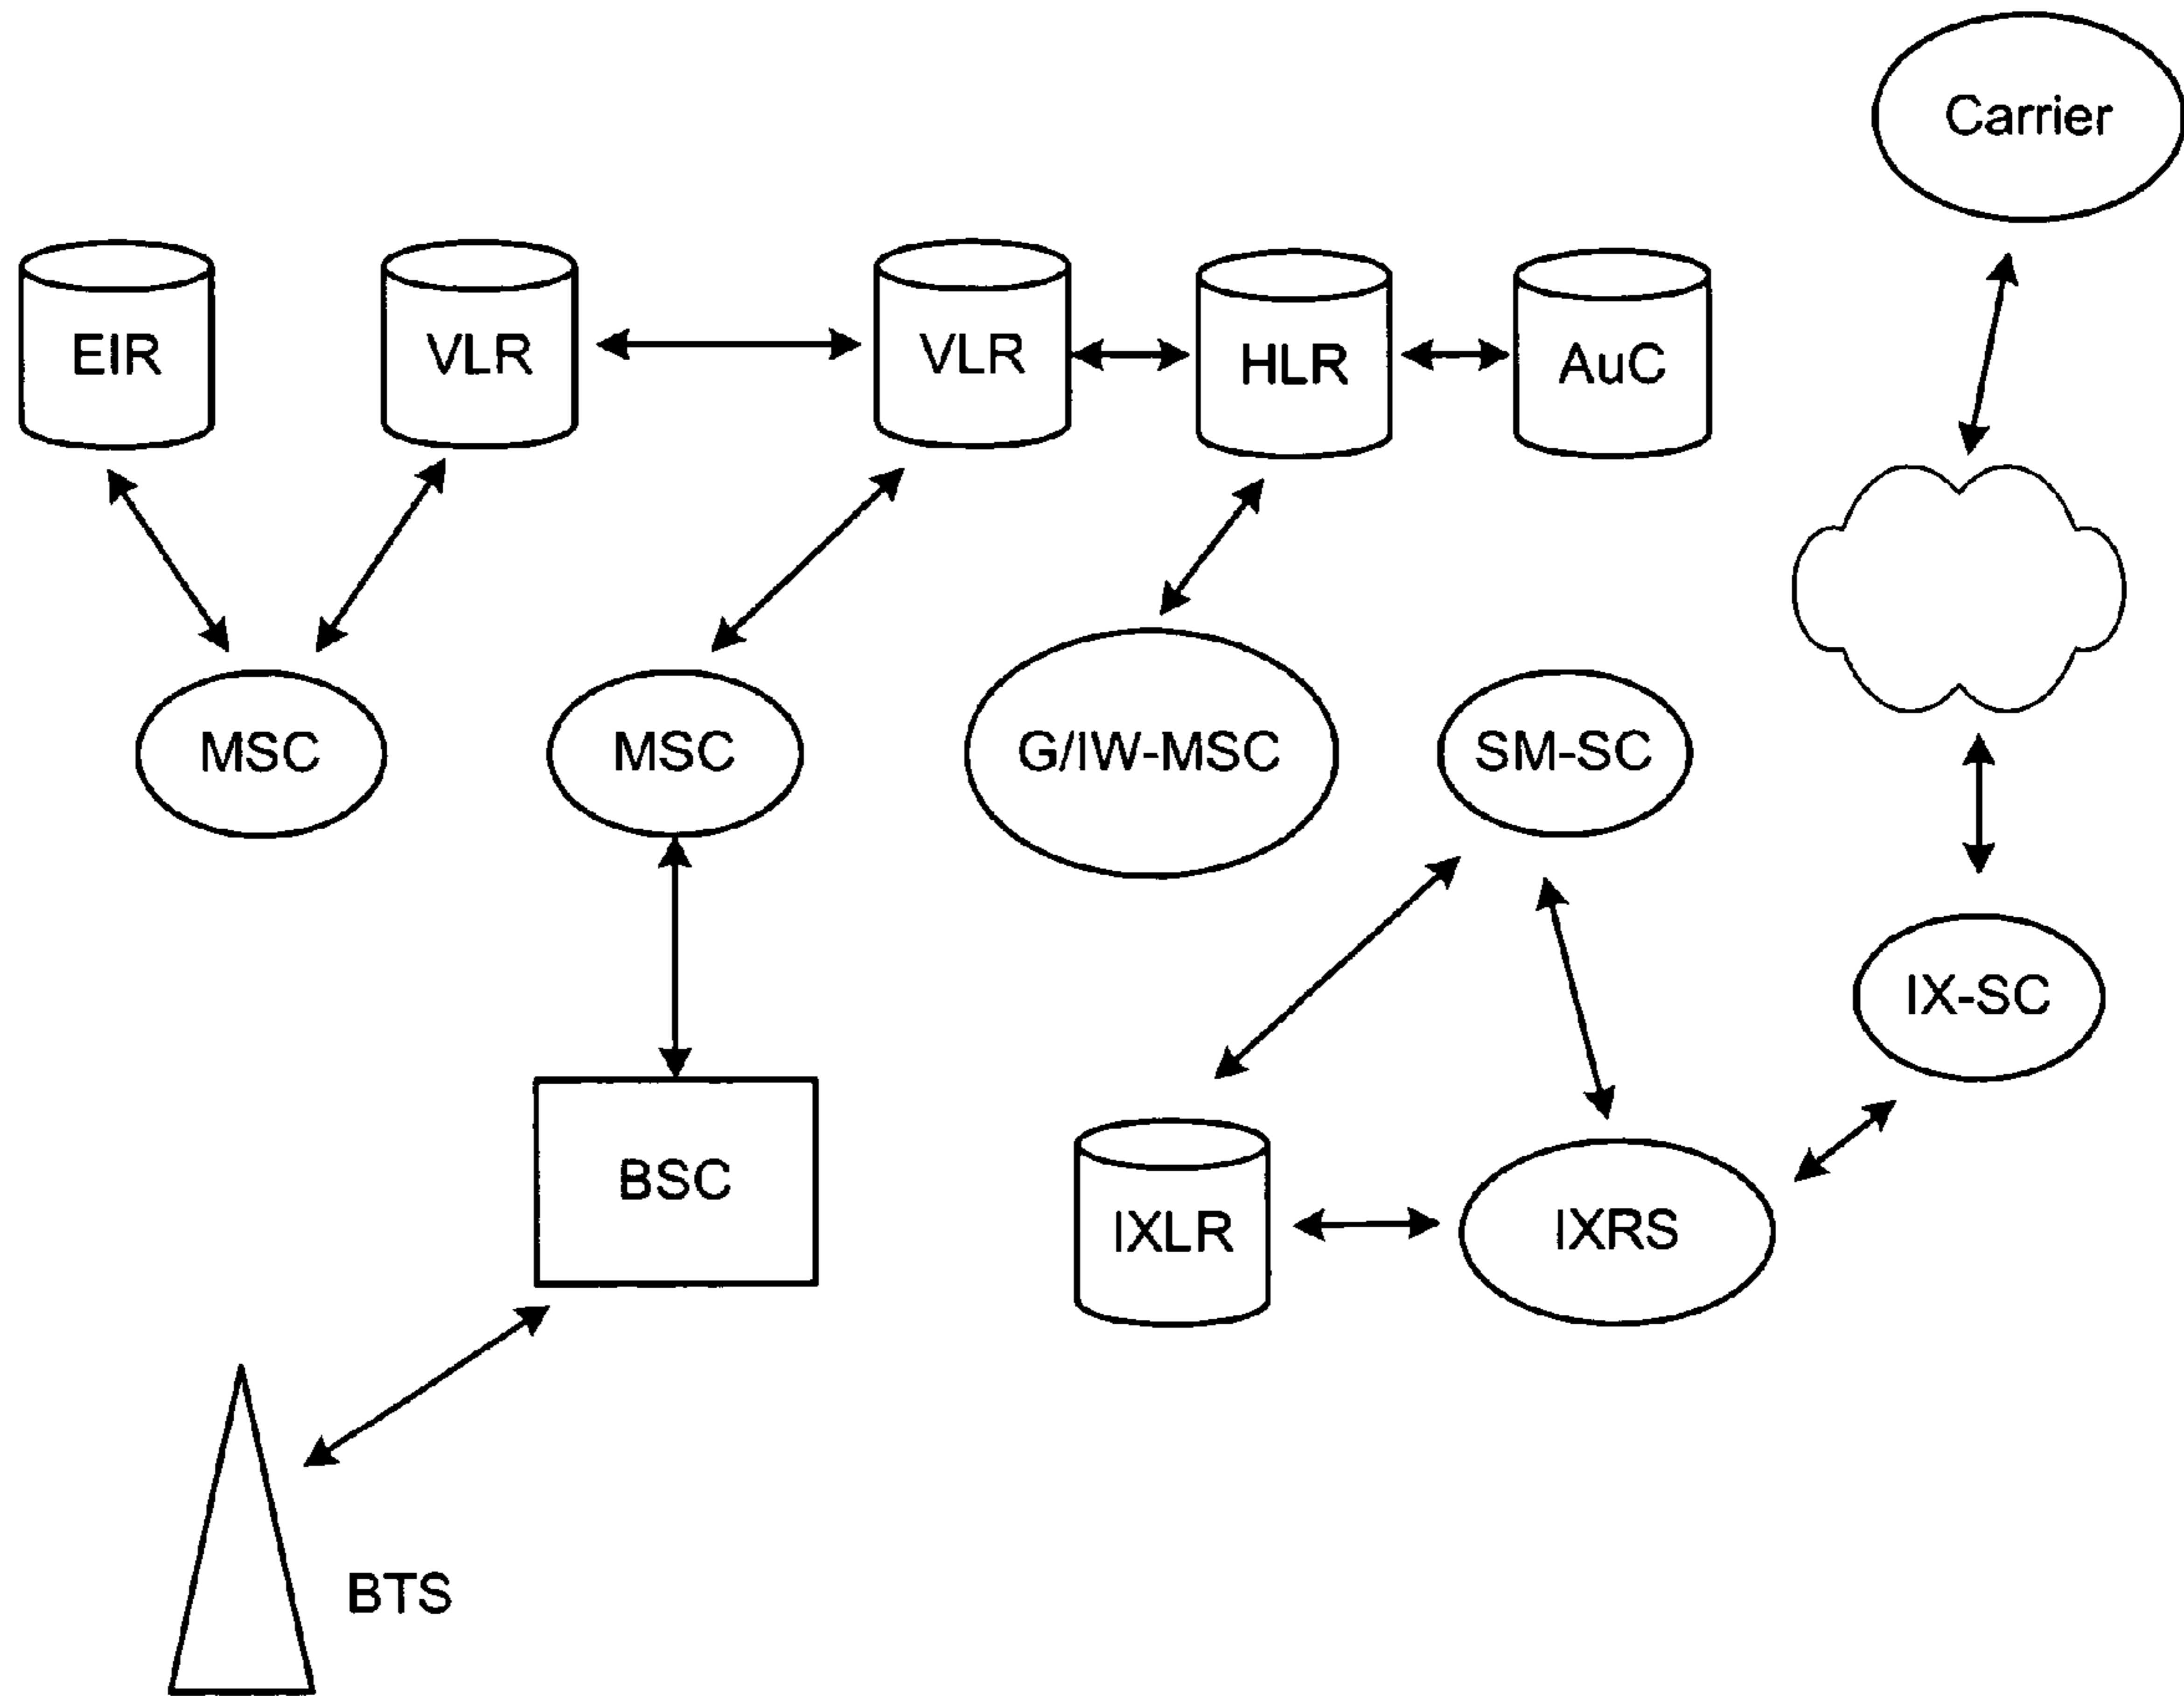 Carrier
EIR
VLR
VLR
HLR
AuC
MSC
MSC
G/IW-MSC
SM-SC
IX-SC
BSC
IXLR
IXRS
BTS